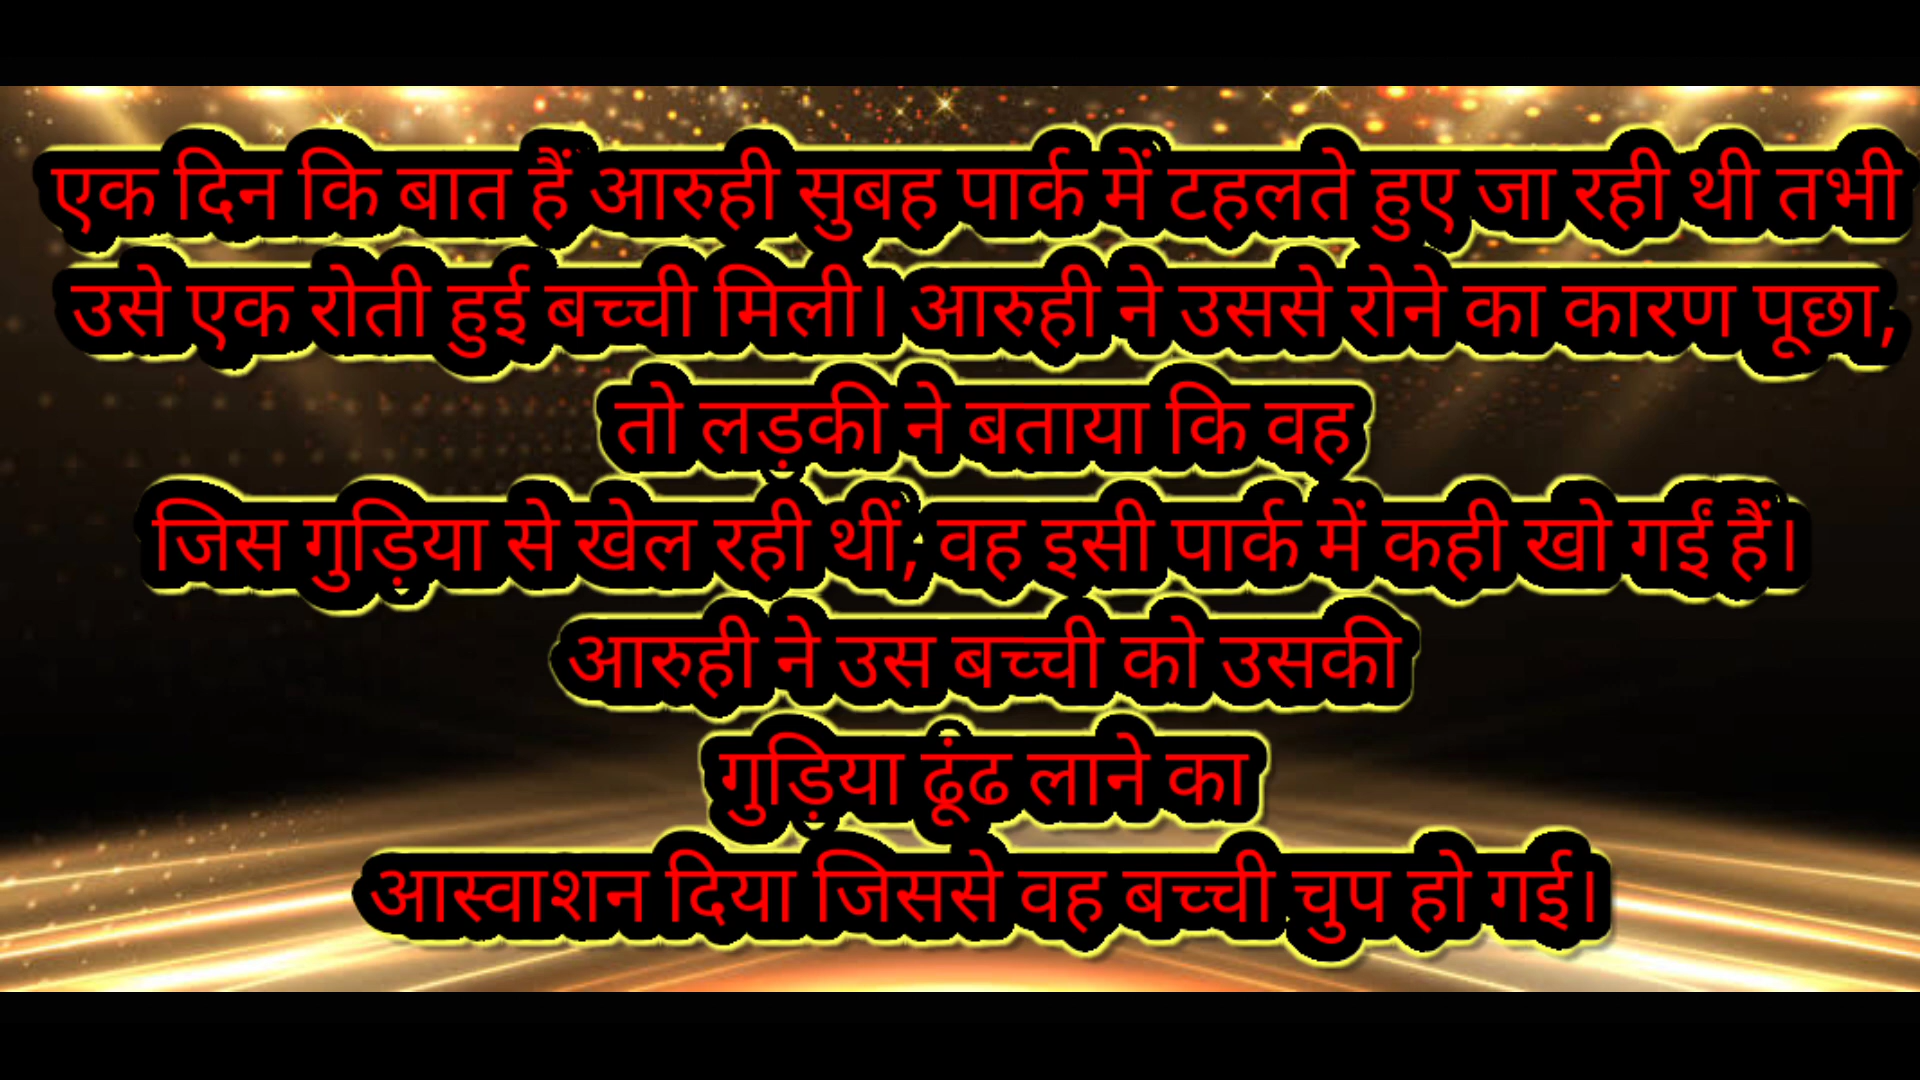 एक दिन कि बात हैं आरुही सुबह पार्क में टहलते हुए जा रही थी तभी
उसे एक रोती हुई बच्ची मिली। आरुही ने उससे रोने का कारण पूछा,
तो लड़की ने बताया कि वह
जिस गुड़िया से खेल रही थीं, वह इसी पार्क में कही खो गईं हैं।
आरुही ने उस बच्ची को उसकी
गुड़िया ढूंढ लाने का
आस्वाशन दिया जिससे वह बच्ची चुप हो गई।